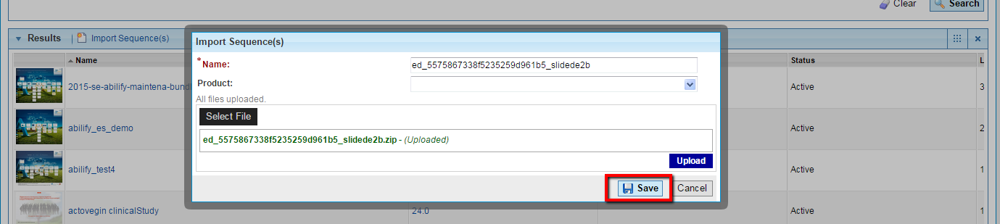 Clear Search
Results Import Sequence(s)
Import Sequence(s)
Name Status L
* Name: ed_5575867338f5235259d961b5_slidede2b
Product:
2015-se-abilify-maintena-bundl Active 3
All files uploaded.
Select File
abilify_es_demo Active 2
ed_5575867338f5235259d961b5_slidede2b.zip - (Uploaded)
Upload
abilify_test4 Active 1
Save Cancel
actovegin clinicalStudy 24.0 Active 1